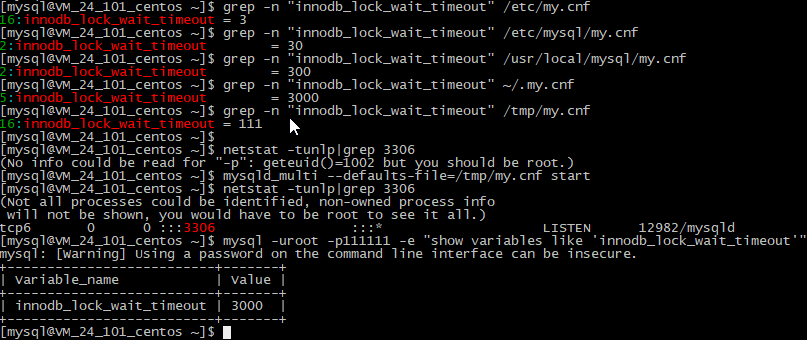 [mysql@VM_24_101_centos ~]$ grep -n "innodb_lock_wait_timeout" /etc/my.cnf
16:innodb_lock_wait_timeout = 3
[mysql@VM_24_101_centos ~]$ grep -n "innodb_lock_wait_timeout" /etc/mysql/my.cnf
2:innodb_lock_wait_timeout        = 30
[mysql@VM_24_101_centos ~]$ grep -n "innodb_lock_wait_timeout" /usr/local/mysql/my.cnf
2:innodb_lock_wait_timeout        = 300
[mysql@VM_24_101_centos ~]$ grep -n "innodb_lock_wait_timeout" ~/.my.cnf
5:innodb_lock_wait_timeout        = 3000
[mysql@VM_24_101_centos ~]$ grep -n "innodb_lock_wait_timeout" /tmp/my.cnf
16:innodb_lock_wait_timeout = 111
[mysql@VM_24_101_centos ~]$
[mysql@VM_24_101_centos ~]$ netstat -tunlp|grep 3306
(No info could be read for "-p": geteuid()=1002 but you should be root.)
[mysql@VM_24_101_centos ~]$ mysqld_multi --defaults-file=/tmp/my.cnf start
[mysql@VM_24_101_centos ~]$ netstat -tunlp|grep 3306
(Not all processes could be identified, non-owned process info
 will not be shown, you would have to be root to see it all.)
tcp6       0      0 :::3306                 :::*                    LISTEN      12982/mysqld
[mysql@VM_24_101_centos ~]$ mysql -uroot -p111111 -e "show variables like 'innodb_lock_wait_timeout'"
mysql: [Warning] Using a password on the command line interface can be insecure.
+--------------------------+-------+
| Variable_name            | Value |
+--------------------------+-------+
| innodb_lock_wait_timeout | 3000  |
+--------------------------+-------+
[mysql@VM_24_101_centos ~]$